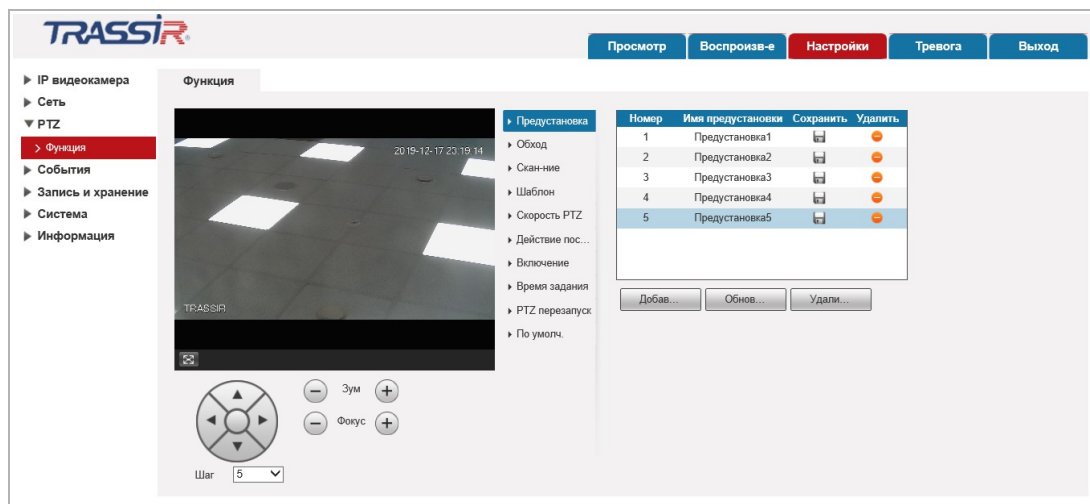 TRASSIR
Просмотр
Воспроизв-е
Настройки
Тревога
Выход
IP видеокамера
Сеть
PTZ
Функция
События
Запись и хранение
Система
Информация
Функция
2019-12-17 23:19:14
TRASSIR
Предустановка
Обход
Скан-ние
Шаблон
Скорость PTZ
Действие пос...
Включение
Время задания
PTZ перезапуск
По умолч.
Номер Имя предустановки Сохранить Удалить
1 Предустановка1
2 Предустановка2
3 Предустановка3
4 Предустановка4
5 Предустановка5
Добав... Обнов... Удали...
Зум
Фокус
Шаг 5